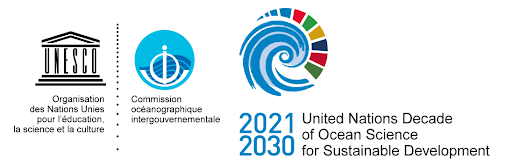 UNESCO
Organisation
des Nations Unies
pour l'éducation,
la science et la culture
Commission
océanographique
intergouvernementale
2021
2030
United Nations Decade
of Ocean Science
for Sustainable Development